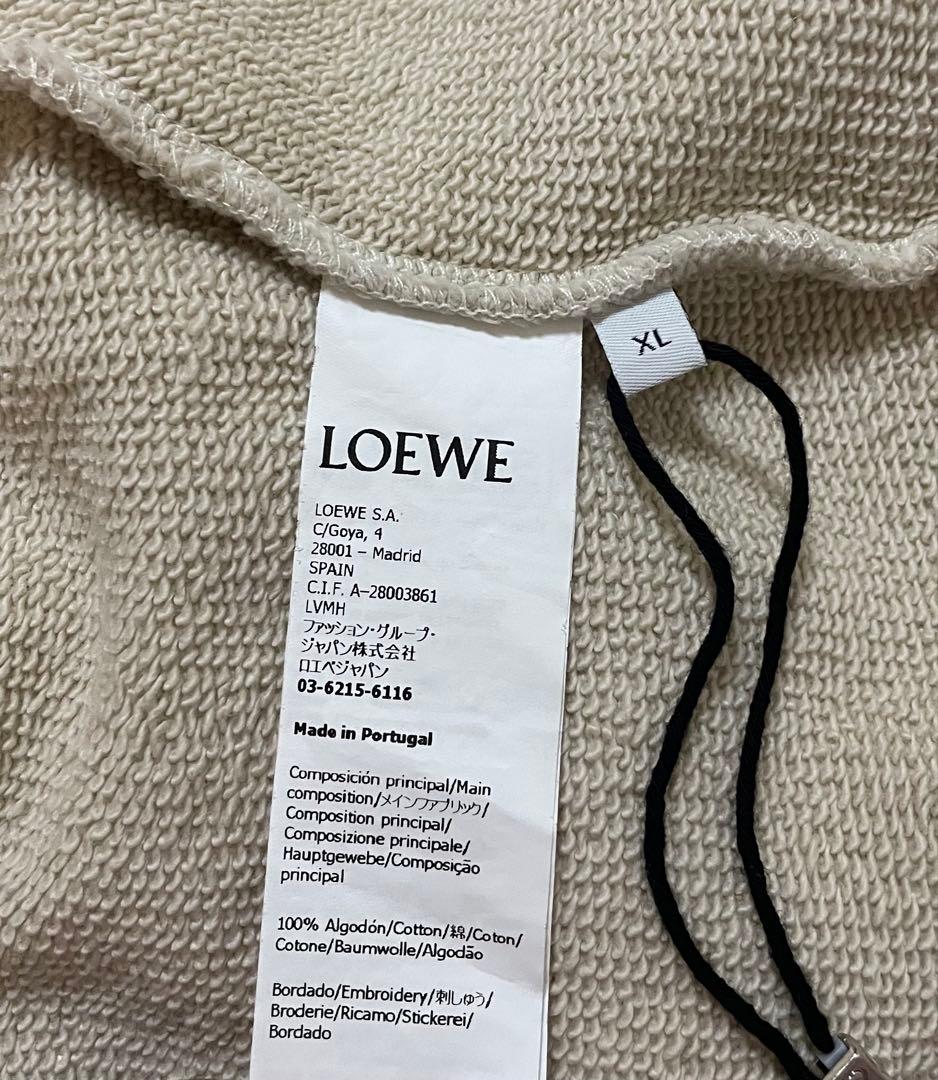 XL
LOEWE
LOEWE S.A.
C/Goya, 4
28001 – Madrid
SPAIN
C.I.F. A–28003861
LVMH
ファッション・グループ・
ジャパン株式会社
ロエベジャパン
03-6215-6116
Made in Portugal
Composición principal/Main
composition/メインファブリック/
Composition principal/
Composizione principale/
Hauptgewebe/Composição
principal
100% Algodón/Cotton/綿/Coton/
Cotone/Baumwolle/Algodão
Bordado/Embroidery/刺しゅう/
Broderie/Ricamo/Stickerei/
Bordado